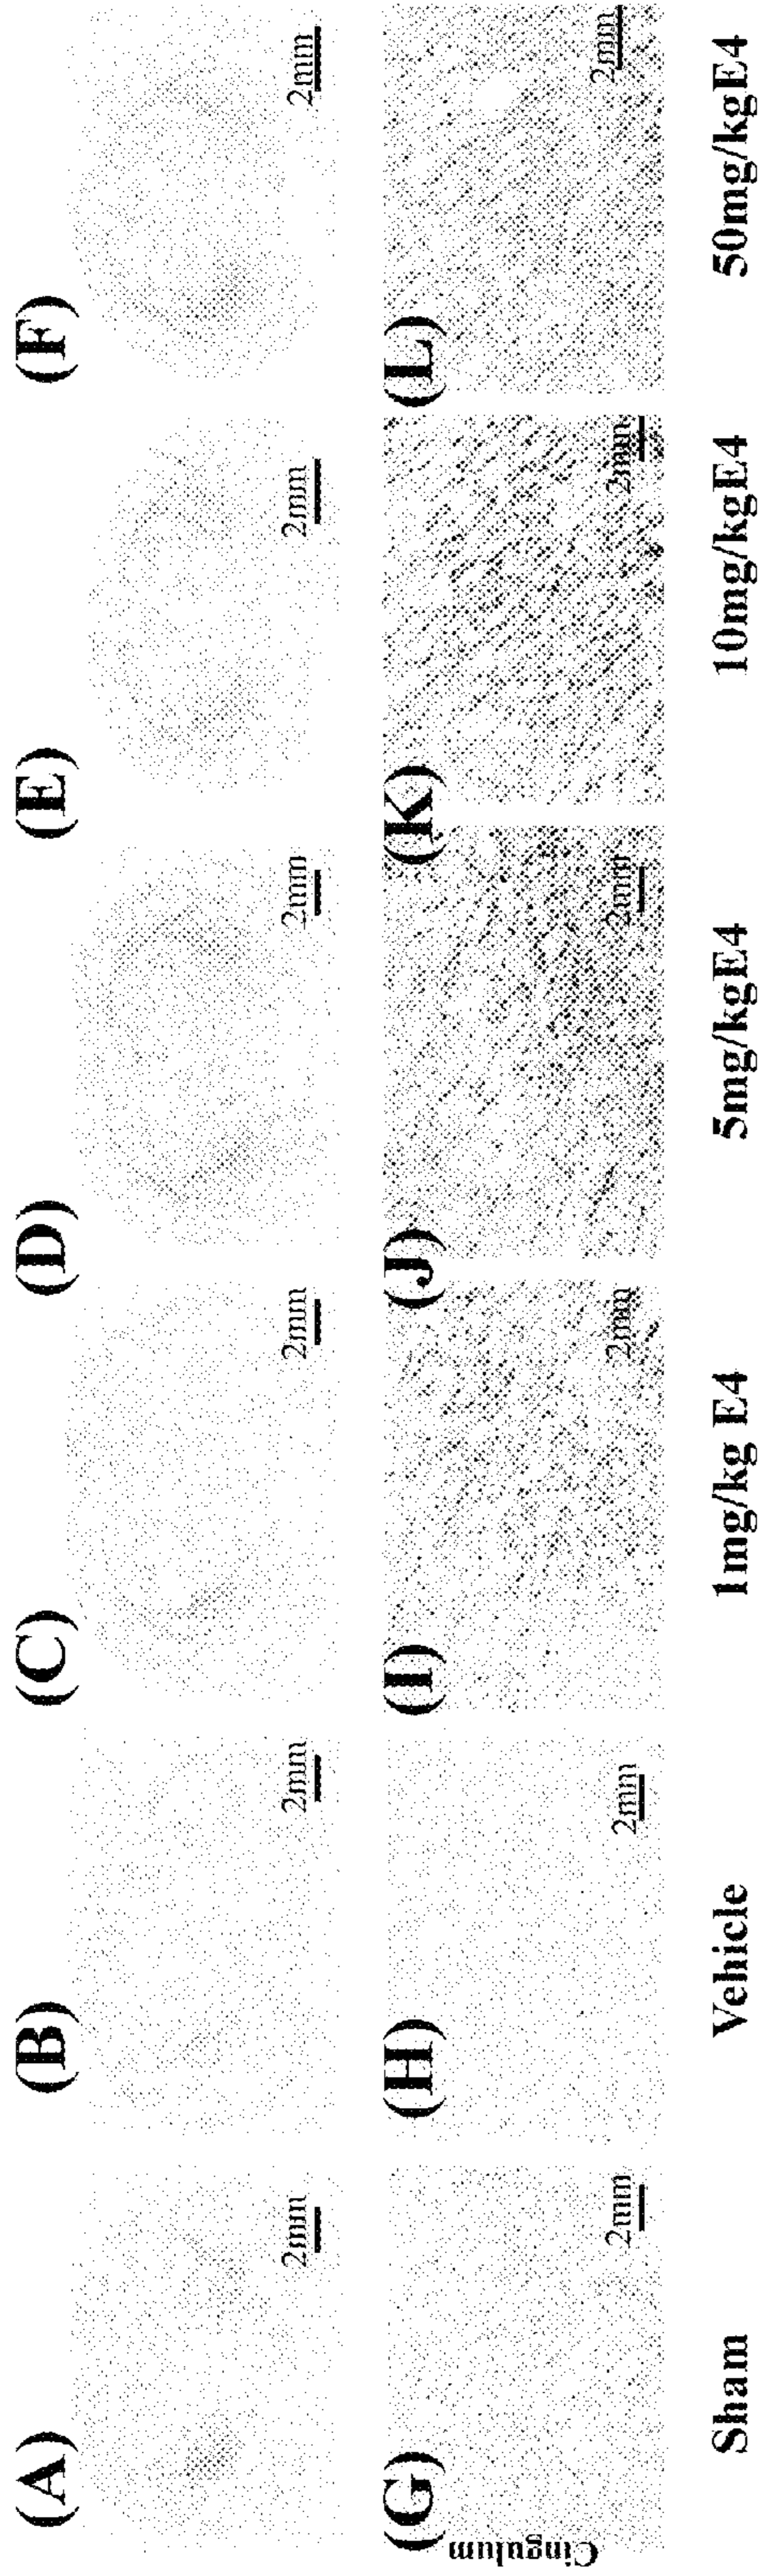 (A) (B) (C) (D) (E) (F)
2mm 2mm 2mm 2mm 2mm 2mm
(G) (H) (I) (J) (K) (L)
Cingulum
2mm 2mm 2mm 2mm 2mm 2mm
Sham Vehicle 1mg/kg E4 5mg/kgE4 10mg/kgE4 50mg/kgE4